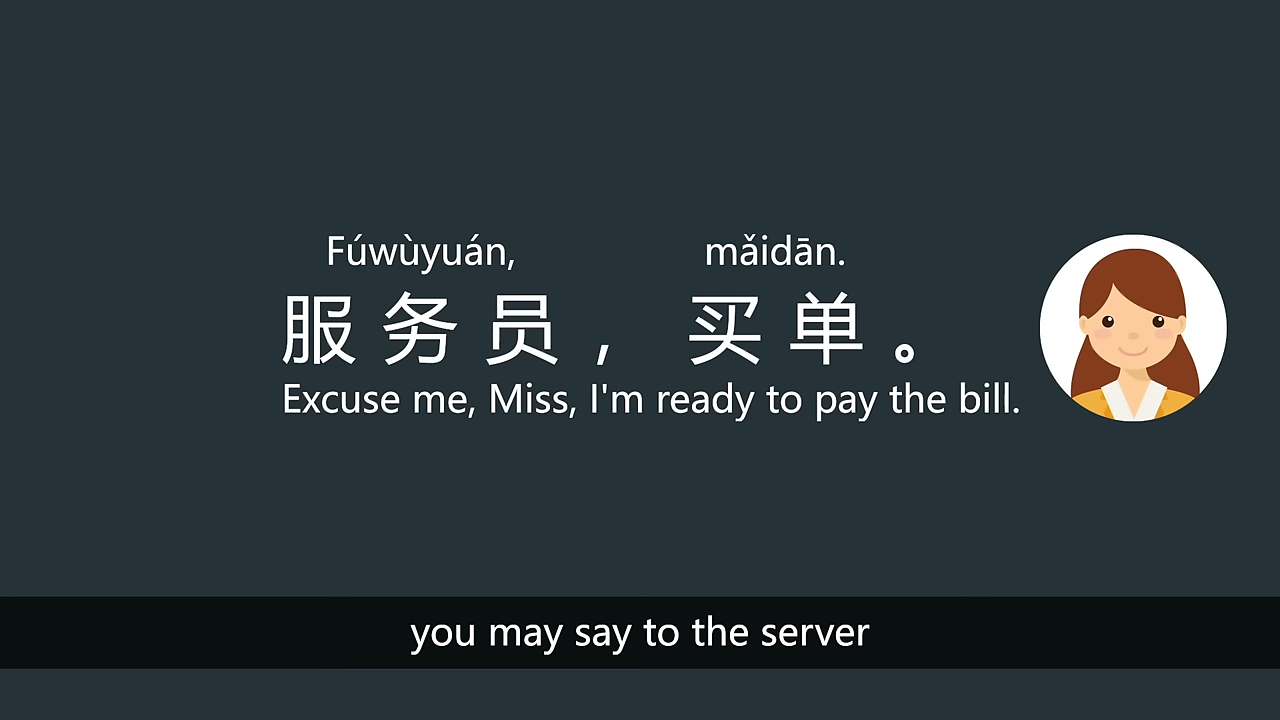 Fúwùyuán, mǎidān.
服务员，买单。
Excuse me, Miss, I'm ready to pay the bill.
you may say to the server